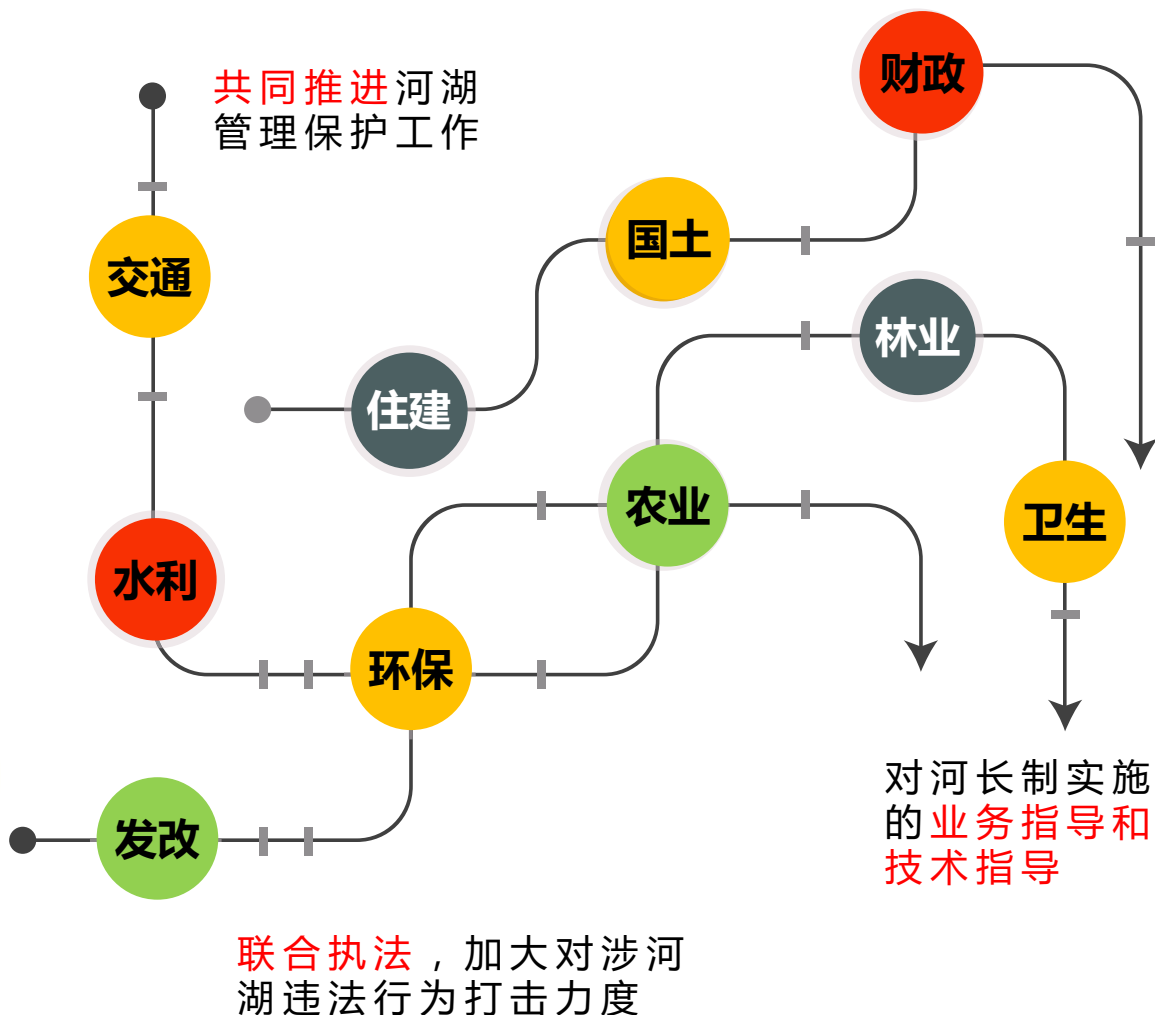 共同推进河湖
管理保护工作
财政
国土
交通
林业
住建
农业
卫生
水利
环保
发改
对河长制实施
的业务指导和
技术指导
联合执法，加大对涉河
湖违法行为打击力度